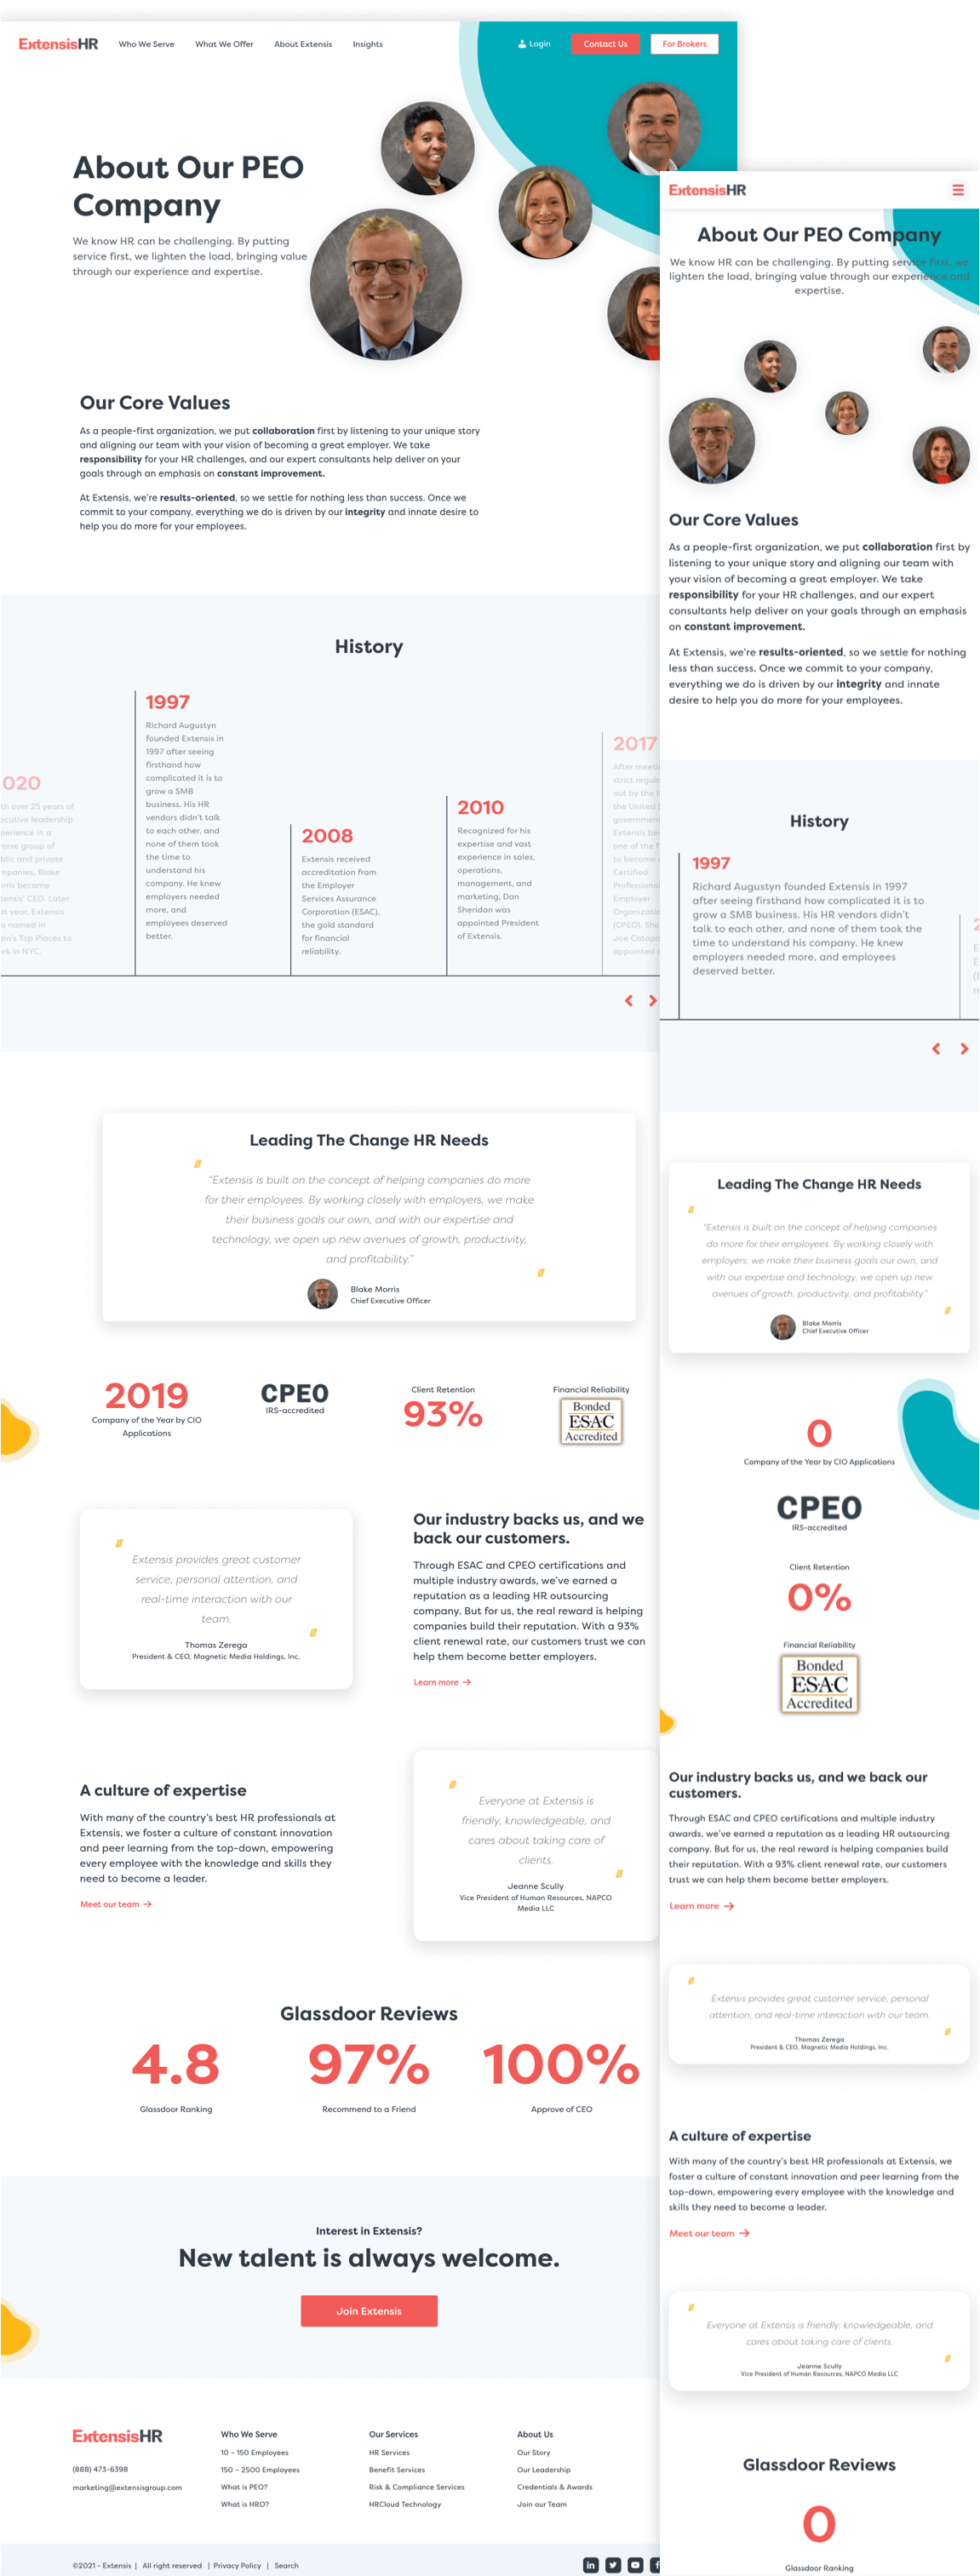 ExtensisHR
Who We Serve
What We Offer
About Extensis
Insights
Login
Contact Us
For Brokers
About Our PEO
Company
We know HR can be challenging. By putting
service first, we lighten the load, bringing value
through our experience and expertise.
Our Core Values
As a people-first organization, we put collaboration first by listening to your unique story
and aligning our team with your vision of becoming a great employer. We take
responsibility for your HR challenges, and our expert consultants help deliver on your
goals through an emphasis on constant improvement.
At Extensis, we're results-oriented, so we settle for nothing less than success. Once we
commit to your company, everything we do is driven by our integrity and innate desire to
help you do more for your employees.
History
020
th over 25 years of
ecutive leadership
perience in a
erse group of
blic and private
mpanies, Blake
orris became
tensis' CEO. Later
at year, Extensis
s named in
ain's Top Places to
rk in NYC.
1997
Richard Augustyn
founded Extensis in
1997 after seeing
firsthand how
complicated it is to
grow a SMB
business. His HR
vendors didn't talk
to each other, and
none of them took
the time to
understand his
company. He knew
employers needed
more, and
employees deserved
better.
2008
Extensis received
accreditation from
the Employer
Services Assurance
Corporation (ESAC),
the gold standard
for financial
reliability.
2010
Recognized for his
expertise and vast
experience in sales,
operations,
management, and
marketing, Dan
Sheridan was
appointed President
of Extensis.
2017
After meeti
strict regulo
out by the I
the United S
government
Extensis be
one of the f
to become
Certified
Professiona
Employer
Organizatio
(CPEO). Sho
Joe Catapo
appointed
Leading The Change HR Needs
"Extensis is built on the concept of helping companies do more
for their employees. By working closely with employers, we make
their business goals our own, and with our expertise and
technology, we open up new avenues of growth, productivity,
and profitability."
Blake Morris
Chief Executive Officer
2019
Company of the Year by CIO
Applications
CPEO
IRS-accredited
Client Retention
93%
Financial Reliability
Bonded
ESAC
Accredited
Extensis provides great customer
service, personal attention, and
real-time interaction with our
team.
Thomas Zerega
President & CEO, Magnetic Media Holdings, Inc.
Our industry backs us, and we
back our customers.
Through ESAC and CPEO certifications and
multiple industry awards, we've earned a
reputation as a leading HR outsourcing
company. But for us, the real reward is helping
companies build their reputation. With a 93%
client renewal rate, our customers trust we can
help them become better employers.
Learn more
A culture of expertise
With many of the country's best HR professionals at
Extensis, we foster a culture of constant innovation
and peer learning from the top-down, empowering
every employee with the knowledge and skills they
need to become a leader.
Meet our team
Everyone at Extensis is
friendly, knowledgeable, and
cares about taking care of
clients.
Jeanne Scully
Vice President of Human Resources, NAPCO
Media LLC
Glassdoor Reviews
4.8
Glassdoor Ranking
97%
Recommend to a Friend
100%
Approve of CEO
Interest in Extensis?
New talent is always welcome.
Join Extensis
ExtensisHR
(888) 473-6398
marketing@extensisgroup.com
Who We Serve
10 – 150 Employees
150 – 2500 Employees
What is PEO?
What is HRO?
Our Services
HR Services
Benefit Services
Risk & Compliance Services
HRCloud Technology
About Us
Our Story
Our Leadership
Credentials & Awards
Join our Team
©2021 - Extensis | All right reserved | Privacy Policy | Search
ExtensisHR
About Our PEO Company
We know HR can be challenging. By putting service first, we
lighten the load, bringing value through our experience and
expertise.
Our Core Values
As a people-first organization, we put collaboration first by
listening to your unique story and aligning our team with
your vision of becoming a great employer. We take
responsibility for your HR challenges, and our expert
consultants help deliver on your goals through an emphasis
on constant improvement.
At Extensis, we're results-oriented, so we settle for nothing
less than success. Once we commit to your company,
everything we do is driven by our integrity and innate
desire to help you do more for your employees.
History
1997
Richard Augustyn founded Extensis in 1997
after seeing firsthand how complicated it is to
grow a SMB business. His HR vendors didn't
talk to each other, and none of them took the
time to understand his company. He knew
employers needed more, and employees
deserved better.
Leading The Change HR Needs
"Extensis is built on the concept of helping companies
do more for their employees. By working closely with
employers, we make their business goals our own, and
with our expertise and technology, we open up new
avenues of growth, productivity, and profitability."
Blake Morris
Chief Executive Officer
0
Company of the Year by CIO Applications
CPEO
IRS-accredited
Client Retention
0%
Financial Reliability
Bonded
ESAC
Accredited
Our industry backs us, and we back our
customers.
Through ESAC and CPEO certifications and multiple industry
awards, we've earned a reputation as a leading HR outsourcing
company. But for us, the real reward is helping companies build
their reputation. With a 93% client renewal rate, our customers
trust we can help them become better employers.
Learn more
Extensis provides great customer service, personal
attention, and real-time interaction with our team.
Thomas Zerega
President & CEO, Magnetic Media Holdings, Inc.
A culture of expertise
With many of the country's best HR professionals at Extensis, we
foster a culture of constant innovation and peer learning from the
top-down, empowering every employee with the knowledge and
skills they need to become a leader.
Meet our team
Everyone at Extensis is friendly, knowledgeable, and
cares about taking care of clients.
Jeanne Scully
Vice President of Human Resources, NAPCO Media LLC
Glassdoor Reviews
0
Glassdoor Ranking